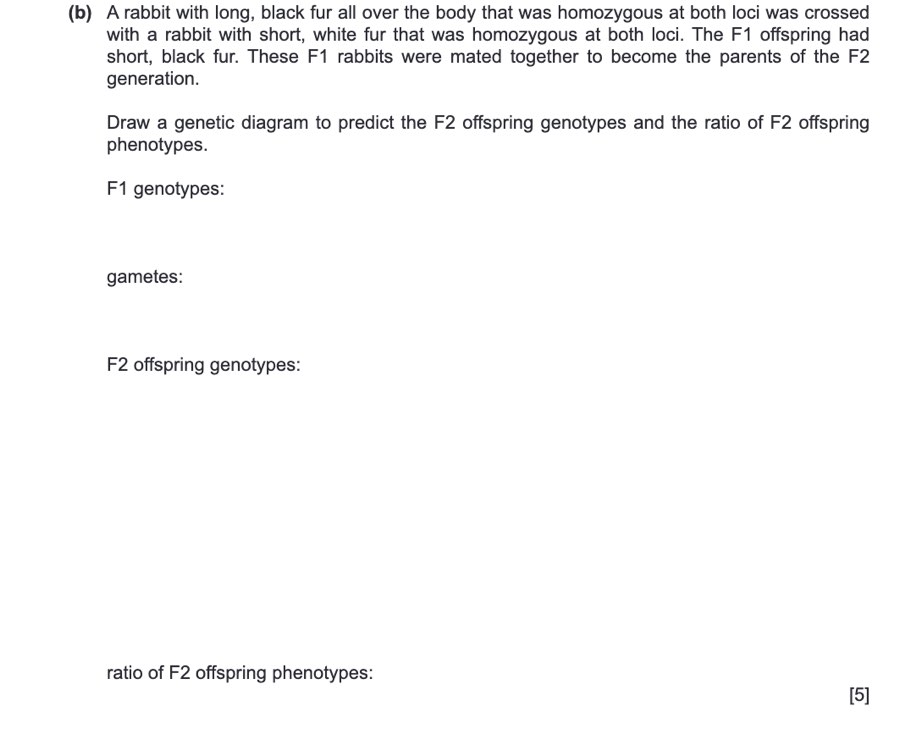 (b) A rabbit with long, black fur all over the body that was homozygous at both loci was crossed
with a rabbit with short, white fur that was homozygous at both loci. The F1 offspring had
short, black fur. These F1 rabbits were mated together to become the parents of the F2
generation.
Draw a genetic diagram to predict the F2 offspring genotypes and the ratio of F2 offspring
phenotypes.
F1 genotypes:
gametes:
F2 offspring genotypes:
ratio of F2 offspring phenotypes:
[5]